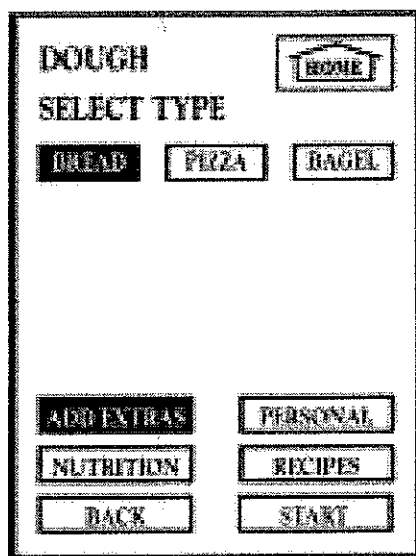 DOUGH
HOME
SELECT TYPE
BREAD PIZZA BAGEL
ADD EXTRAS PERSONAL
NUTRITION RECIPES
BACK START